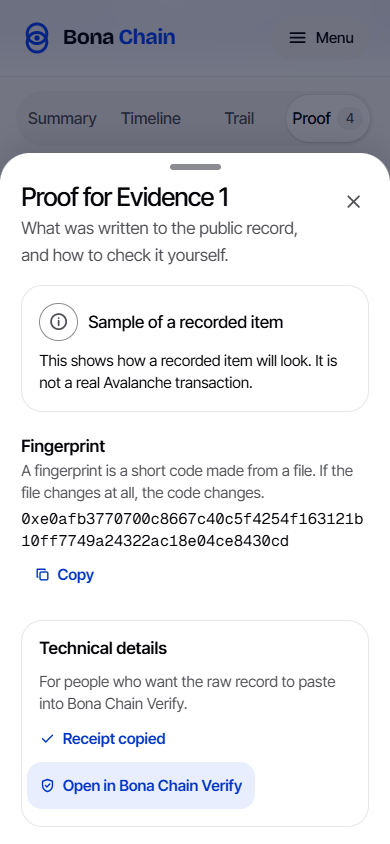 Bona Chain
Menu
Summary
Timeline
Trail
Proof 4
Proof for Evidence 1
What was written to the public record,
and how to check it yourself.
Sample of a recorded item
This shows how a recorded item will look. It is
not a real Avalanche transaction.
Fingerprint
A fingerprint is a short code made from a file. If the
file changes at all, the code changes.
0xe0afb3770700c8667c40c5f4254f163121b
10ff7749a24322ac18e04ce8430cd
Copy
Technical details
For people who want the raw record to paste
into Bona Chain Verify.
Receipt copied
Open in Bona Chain Verify